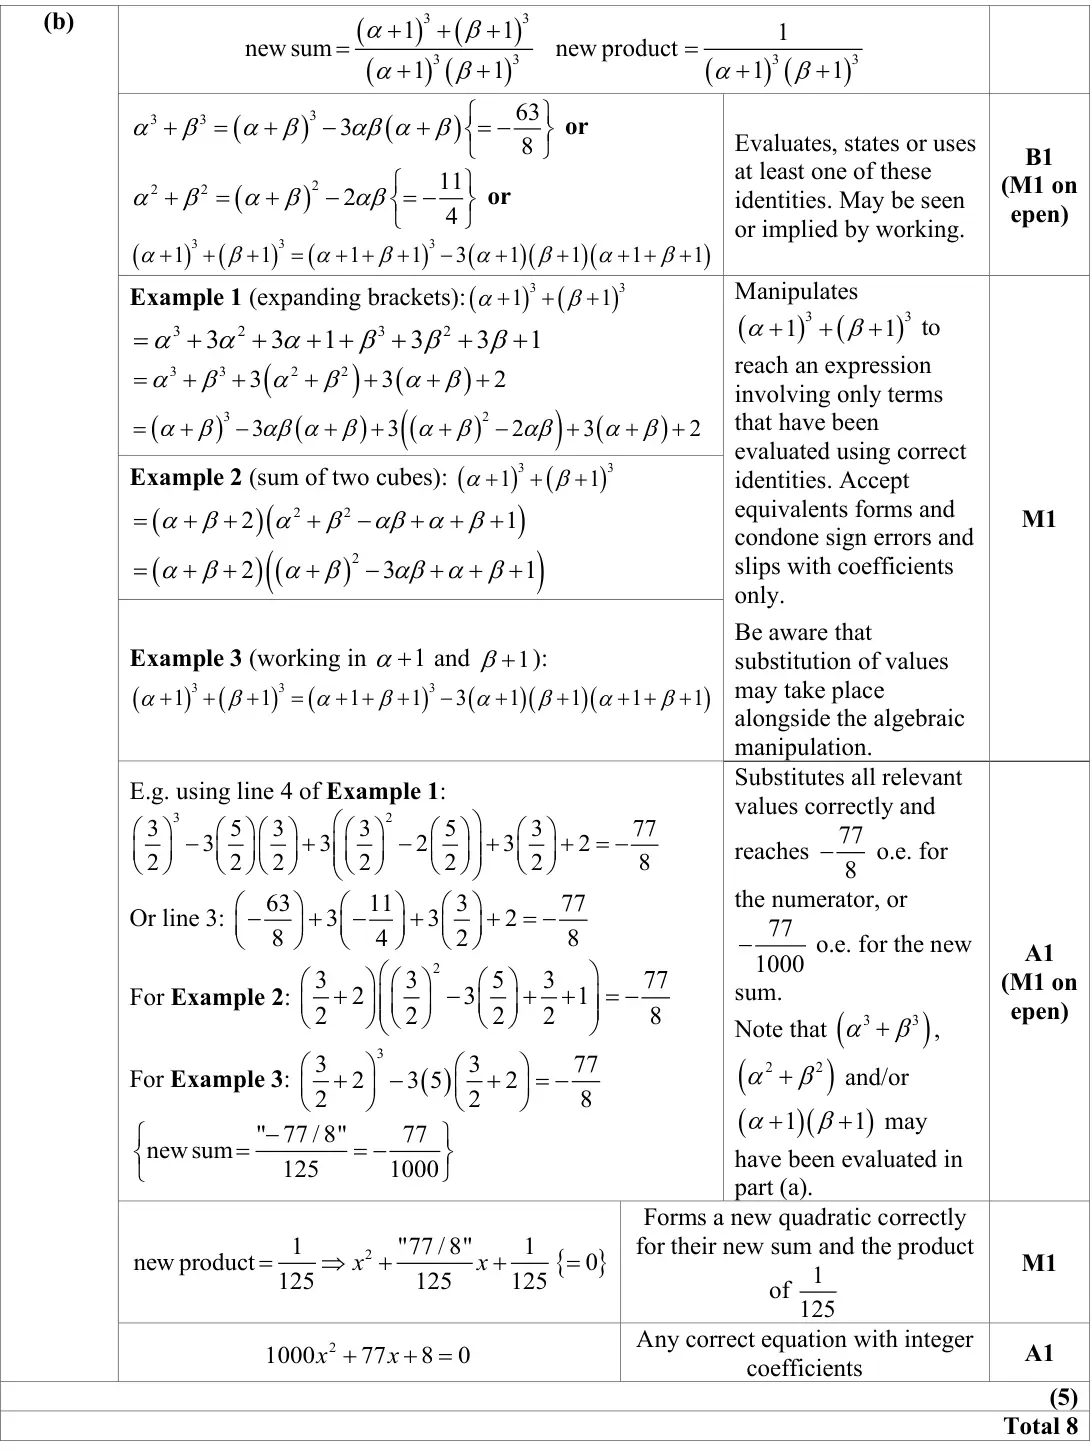 (b)
new sum = ((α+1)³ + (β+1)³) / ((α+1)³(β+1)³)   new product = 1 / ((α+1)³(β+1)³)
α³ + β³ = (α+β)³ − 3αβ(α+β) {= −63/8} or
α² + β² = (α+β)² − 2αβ {= −11/4} or
(α+1)³ + (β+1)³ = (α+1+β+1)³ − 3(α+1)(β+1)(α+1+β+1)
Evaluates, states or uses
at least one of these
identities. May be seen
or implied by working.
B1
(M1 on
epen)
Example 1 (expanding brackets): (α+1)³ + (β+1)³
= α³ + 3α² + 3α + 1 + β³ + 3β² + 3β + 1
= α³ + β³ + 3(α² + β²) + 3(α+β) + 2
= (α+β)³ − 3αβ(α+β) + 3((α+β)² − 2αβ) + 3(α+β) + 2
Example 2 (sum of two cubes): (α+1)³ + (β+1)³
= (α+β+2)(α² + β² − αβ + α + β + 1)
= (α+β+2)((α+β)² − 3αβ + α + β + 1)
Example 3 (working in α+1 and β+1):
(α+1)³ + (β+1)³ = (α+1+β+1)³ − 3(α+1)(β+1)(α+1+β+1)
Manipulates
(α+1)³ + (β+1)³ to
reach an expression
involving only terms
that have been
evaluated using correct
identities. Accept
equivalents forms and
condone sign errors and
slips with coefficients
only.
Be aware that
substitution of values
may take place
alongside the algebraic
manipulation.
M1
E.g. using line 4 of Example 1:
(3/2)³ − 3(5/2)(3/2) + 3((3/2)² − 2(5/2)) + 3(3/2) + 2 = −77/8
Or line 3: (−63/8) + 3(−11/4) + 3(3/2) + 2 = −77/8
For Example 2: (3/2 + 2)((3/2)² − 3(5/2) + 3/2 + 1) = −77/8
For Example 3: (3/2 + 2)³ − 3(5)(3/2 + 2) = −77/8
{new sum = "−77/8"/125 = −77/1000}
Substitutes all relevant
values correctly and
reaches −77/8 o.e. for
the numerator, or
−77/1000 o.e. for the new
sum.
Note that (α³ + β³),
(α² + β²) and/or
(α+1)(β+1) may
have been evaluated in
part (a).
A1
(M1 on
epen)
new product = 1/125 ⇒ x² + "77/8"/125 x + 1/125 {= 0}
Forms a new quadratic correctly
for their new sum and the product
of 1/125
M1
1000x² + 77x + 8 = 0
Any correct equation with integer
coefficients
A1
(5)
Total 8